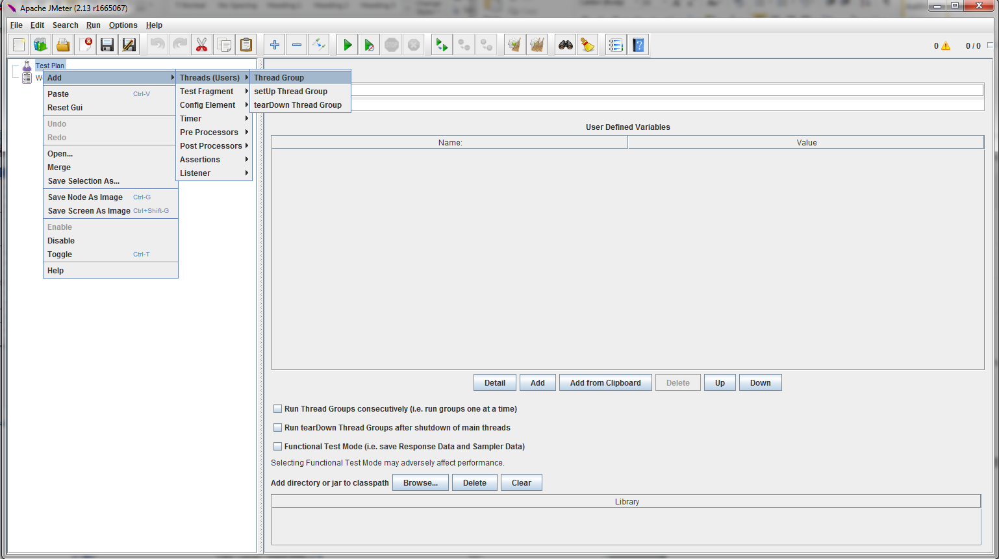 Apache JMeter (2.13 r1665067)
File Edit Search Run Options Help
STOP
0 0 / 0
Test Plan
W
Add
Paste Ctrl-V
Reset Gui
Undo
Redo
Open...
Merge
Save Selection As...
Save Node As Image Ctrl-G
Save Screen As Image Ctrl+Shift-G
Enable
Disable
Toggle Ctrl-T
Help
Threads (Users)
Test Fragment
Config Element
Timer
Pre Processors
Post Processors
Assertions
Listener
Thread Group
setUp Thread Group
tearDown Thread Group
User Defined Variables
Name: Value
Detail Add Add from Clipboard Delete Up Down
Run Thread Groups consecutively (i.e. run groups one at a time)
Run tearDown Thread Groups after shutdown of main threads
Functional Test Mode (i.e. save Response Data and Sampler Data)
Selecting Functional Test Mode may adversely affect performance.
Add directory or jar to classpath Browse... Delete Clear
Library